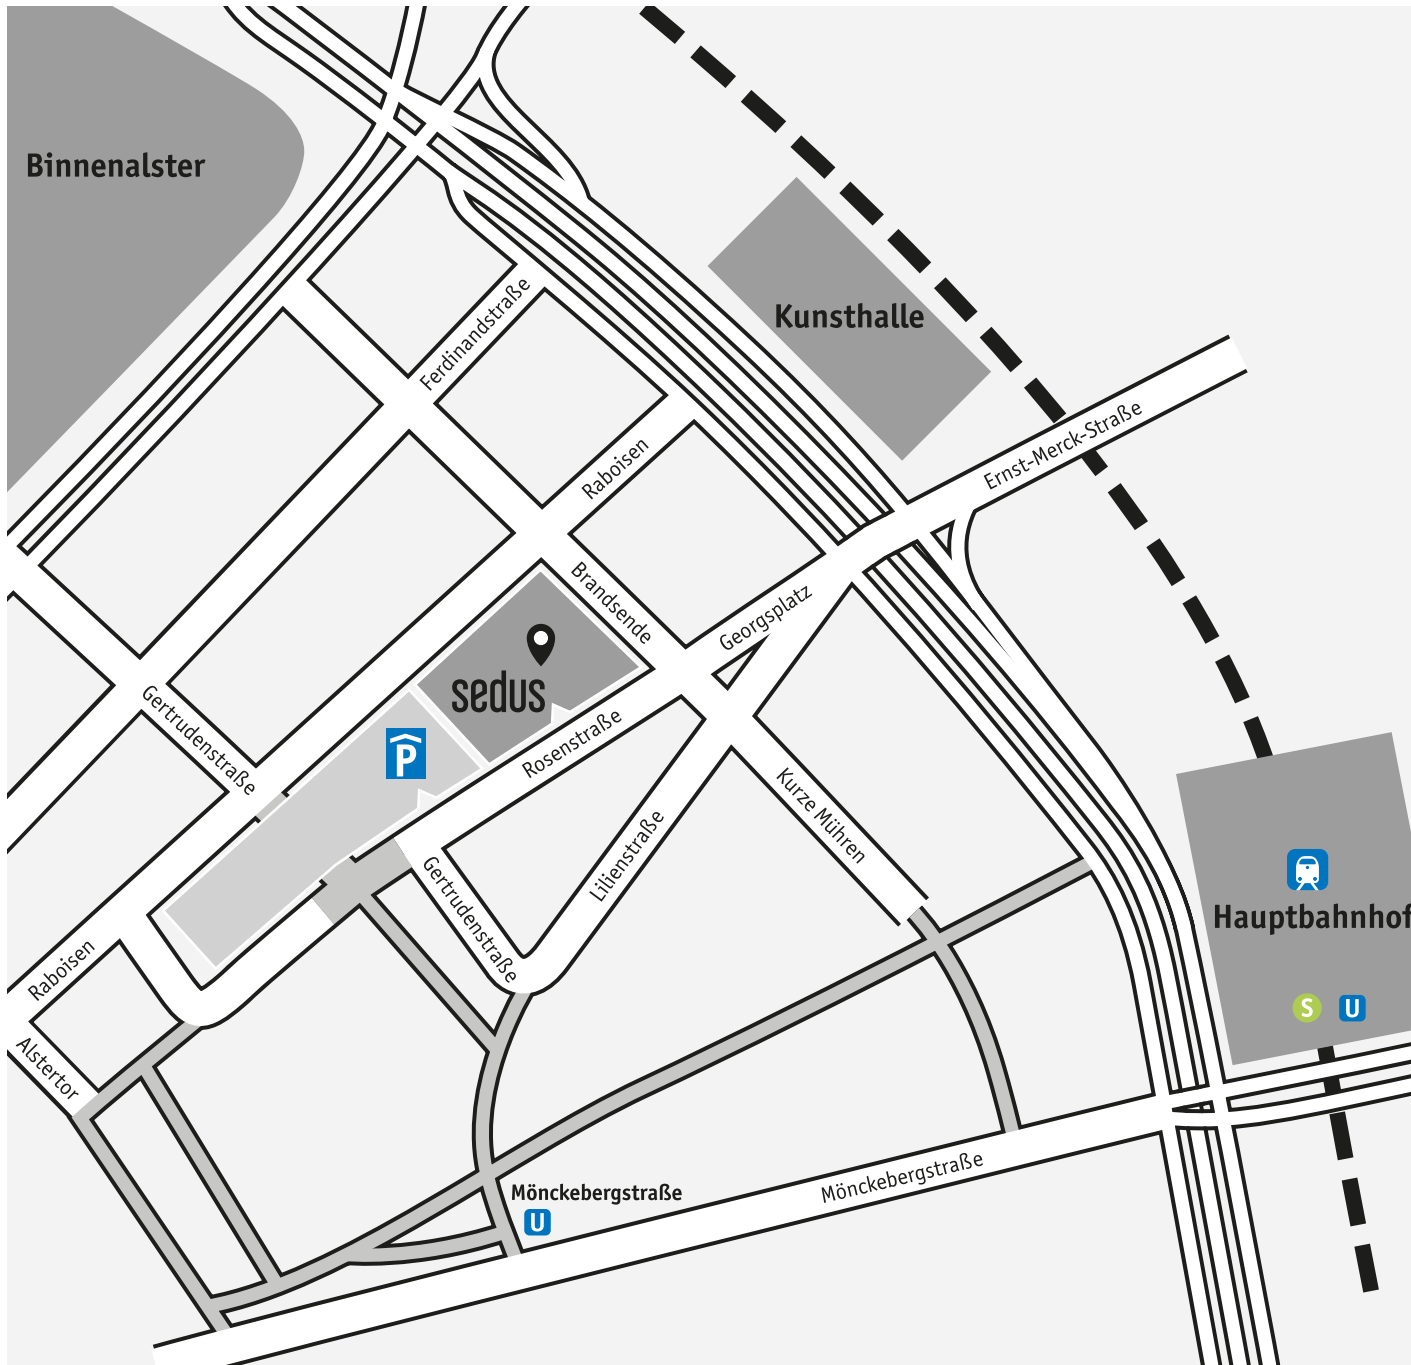 Binnenalster
Kunsthalle
Ferdinandstraße
Raboisen
Ernst-Merck-Straße
Brandsende
Georgsplatz
sedus
Gertrudenstraße
P
Rosenstraße
Kurze Mühren
Lilienstraße
Gertrudenstraße
Hauptbahnhof
Raboisen
S U
Alstertor
Mönckebergstraße
Mönckebergstraße
U